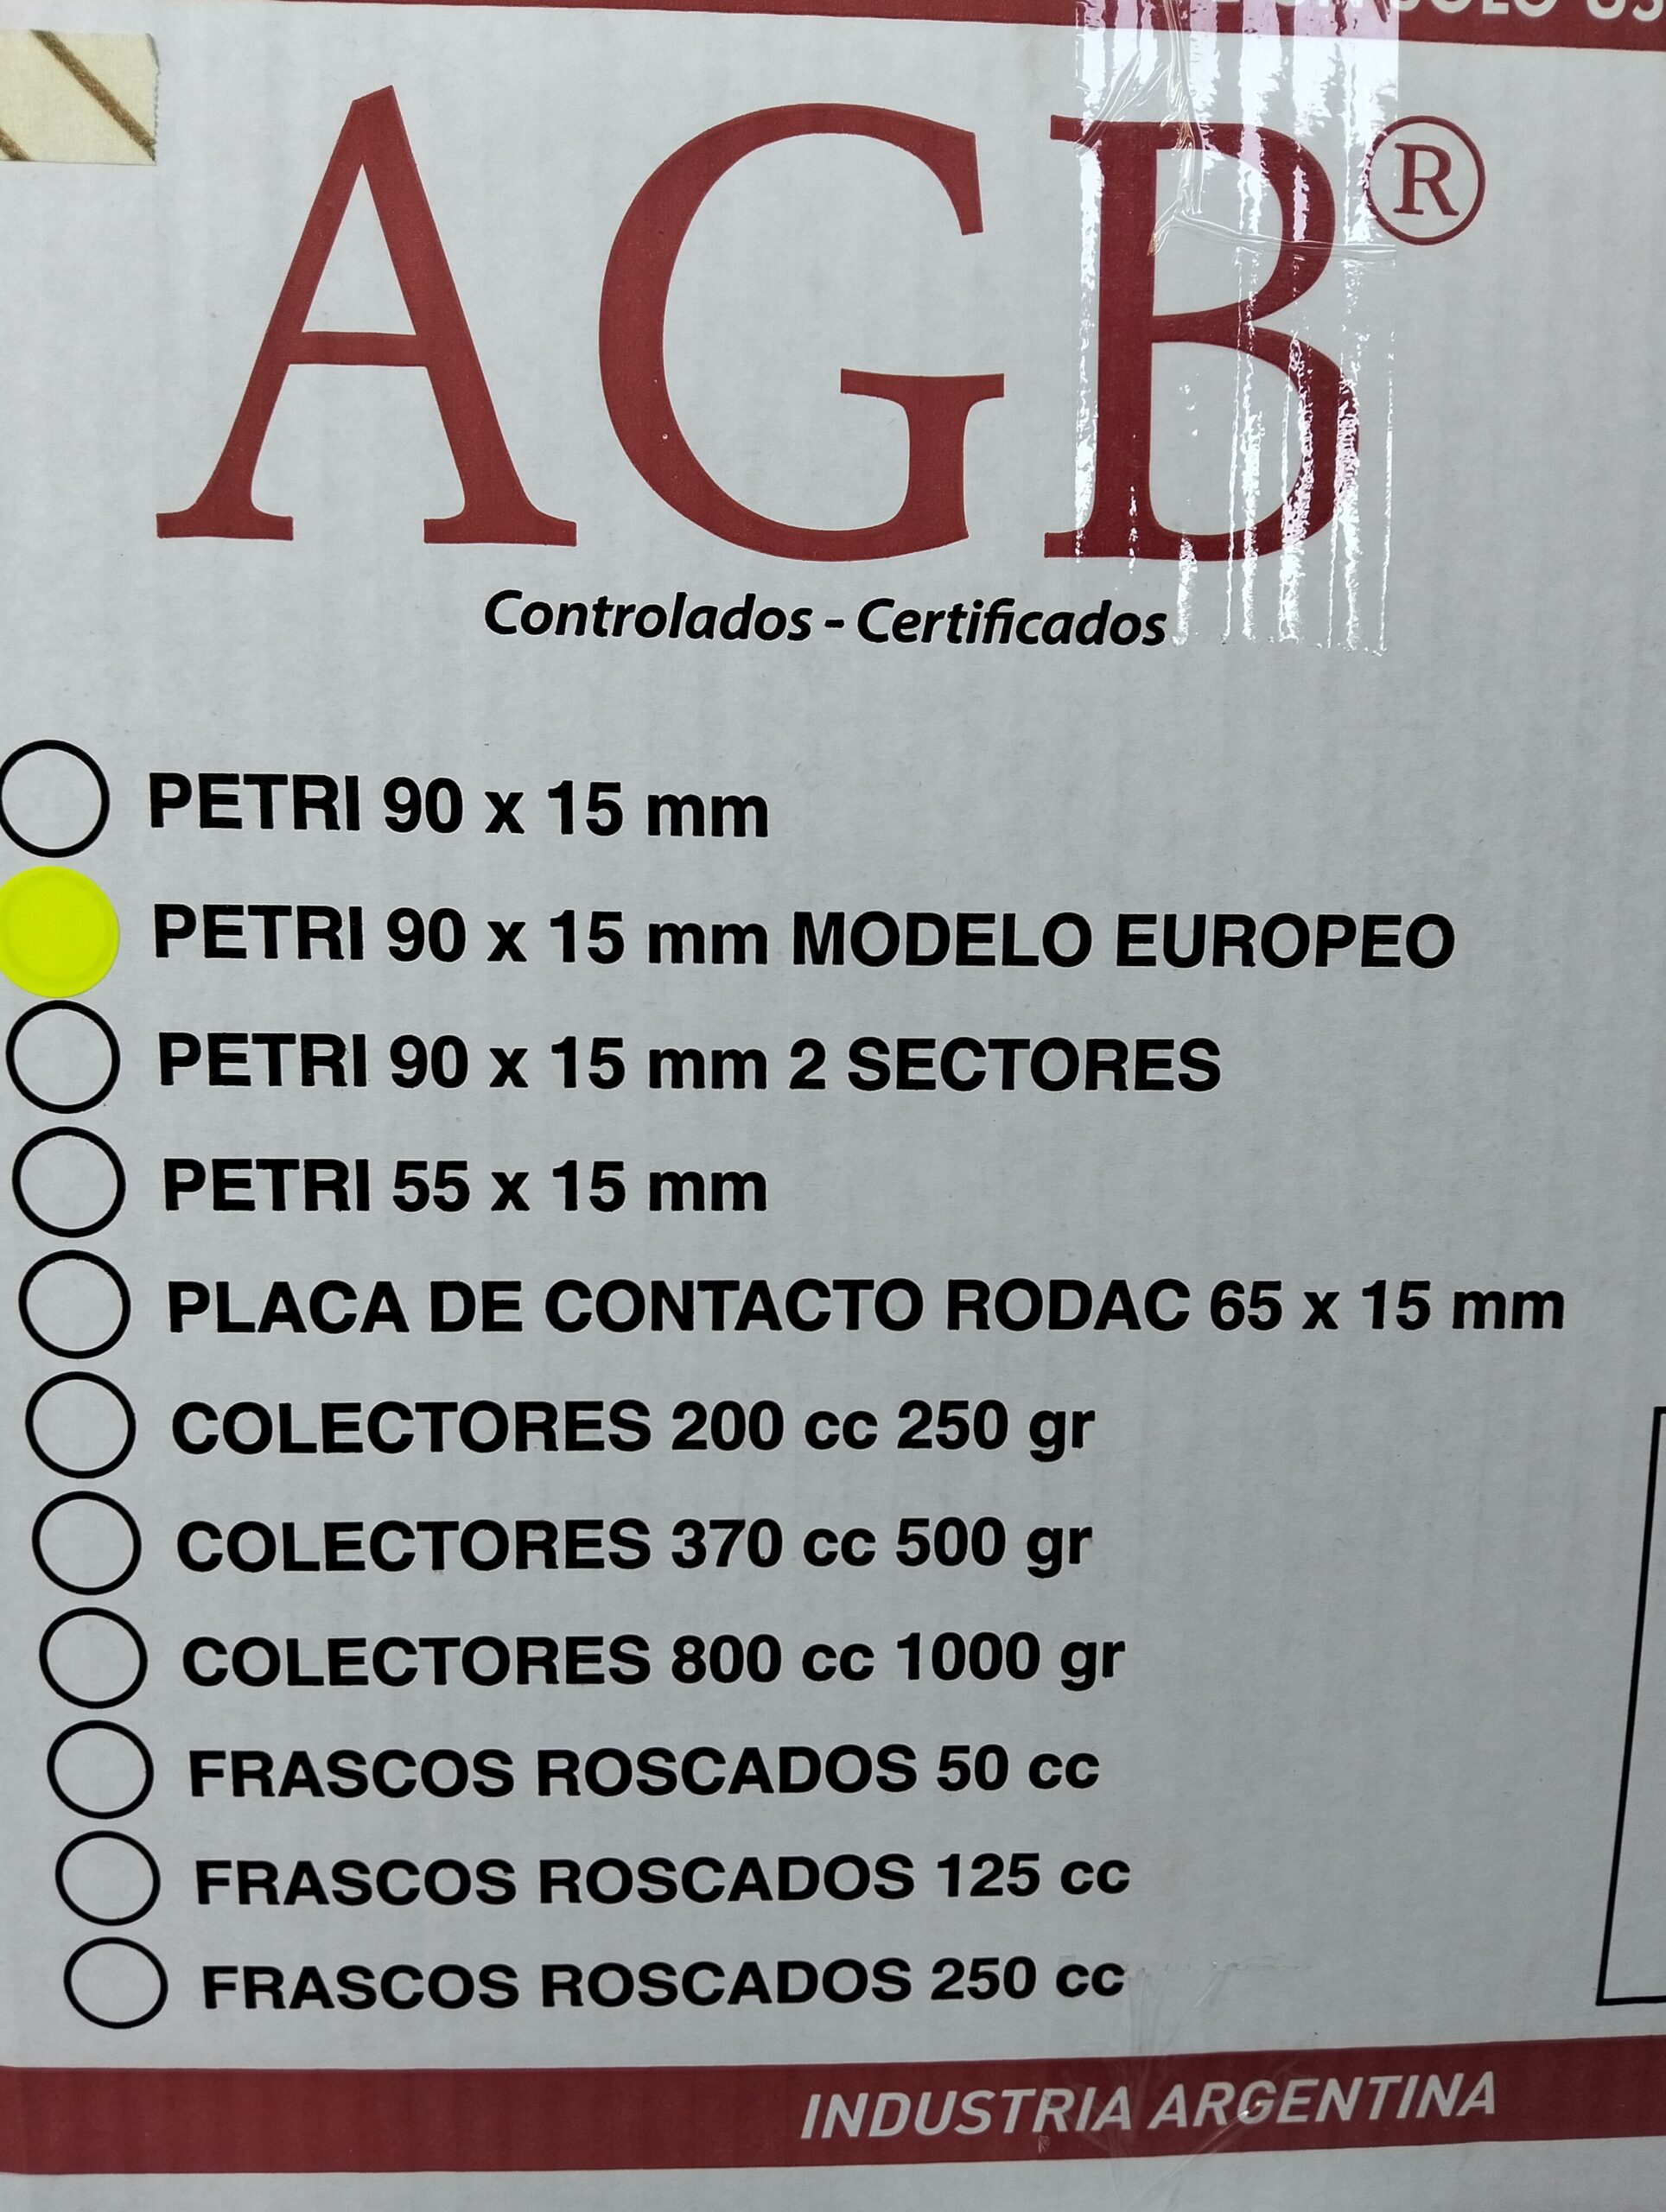 SOLO
AGB®
Controlados - Certificados
PETRI 90 x 15 mm
PETRI 90 x 15 mm MODELO EUROPEO
PETRI 90 x 15 mm 2 SECTORES
PETRI 55 x 15 mm
PLACA DE CONTACTO RODAC 65 x 15 mm
COLECTORES 200 cc 250 gr
COLECTORES 370 cc 500 gr
COLECTORES 800 cc 1000 gr
FRASCOS ROSCADOS 50 cc
FRASCOS ROSCADOS 125 cc
FRASCOS ROSCADOS 250 cc
INDUSTRIA ARGENTINA